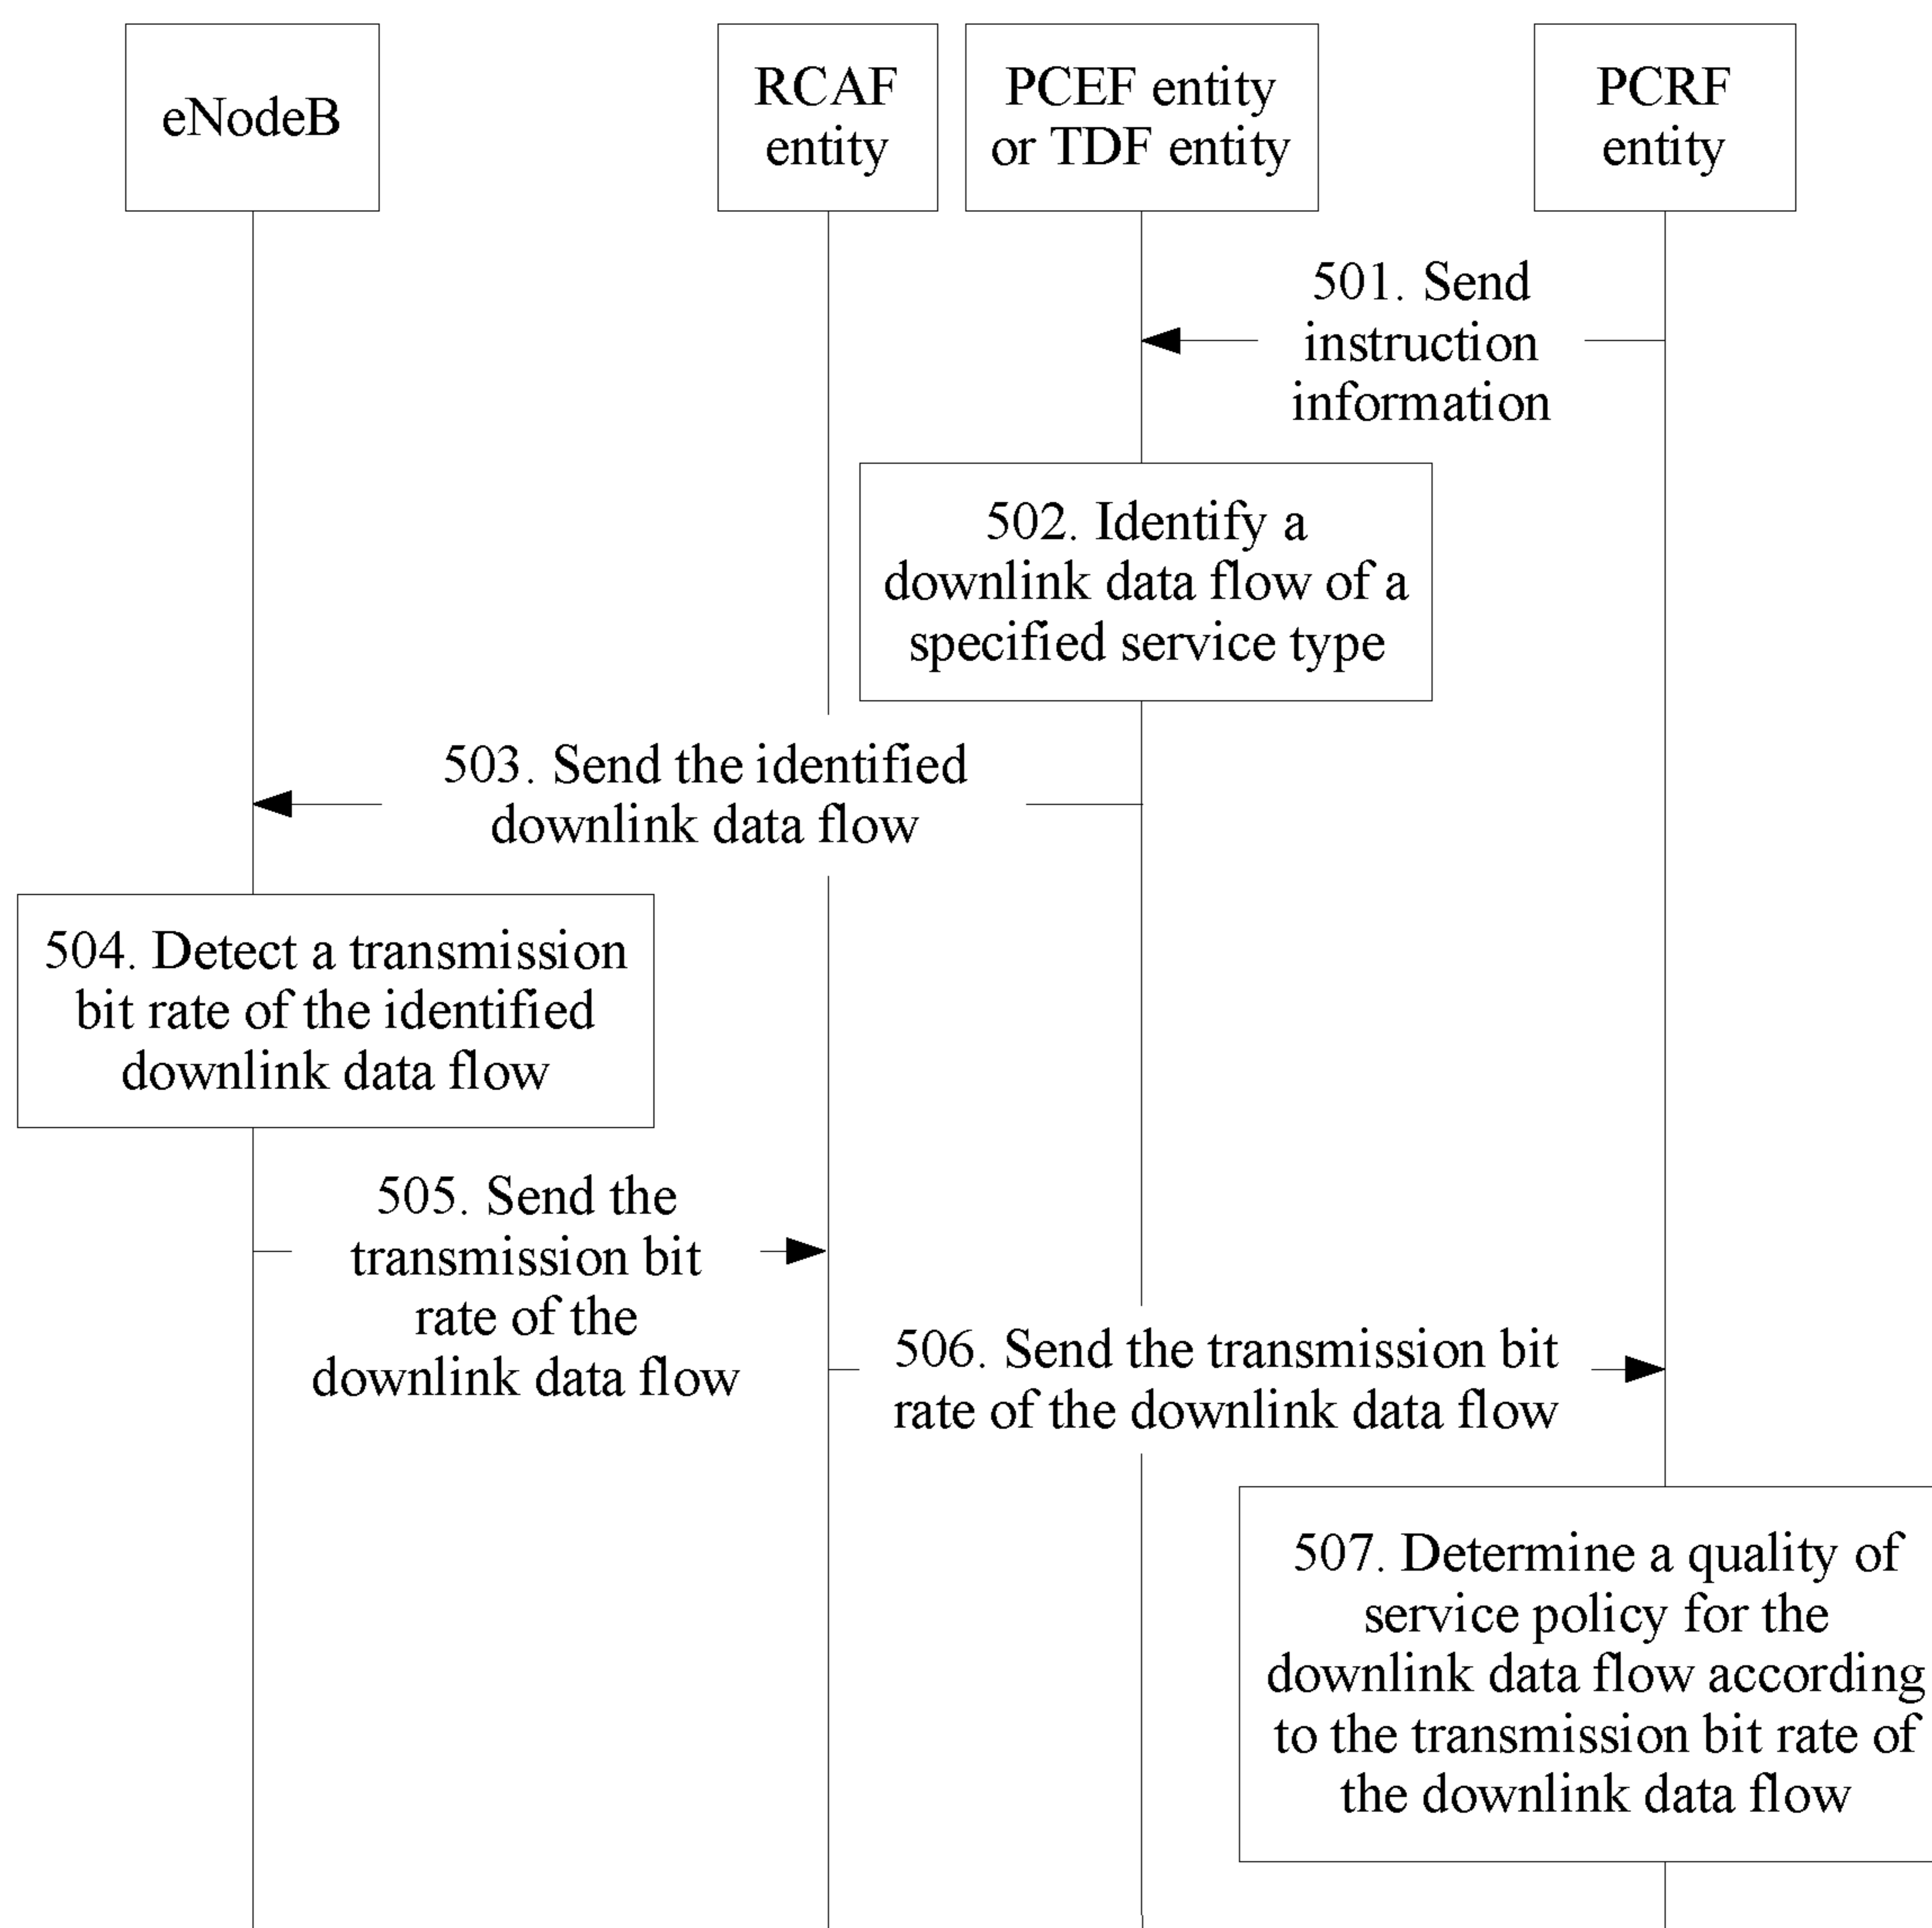 eNodeB
RCAF
entity
PCEF entity
or TDF entity
PCRF
entity
501. Send
instruction
information
502. Identify a
downlink data flow of a
specified service type
503. Send the identified
downlink data flow
504. Detect a transmission
bit rate of the identified
downlink data flow
505. Send the
transmission bit
rate of the
downlink data flow
506. Send the transmission bit
rate of the downlink data flow
507. Determine a quality of
service policy for the
downlink data flow according
to the transmission bit rate of
the downlink data flow